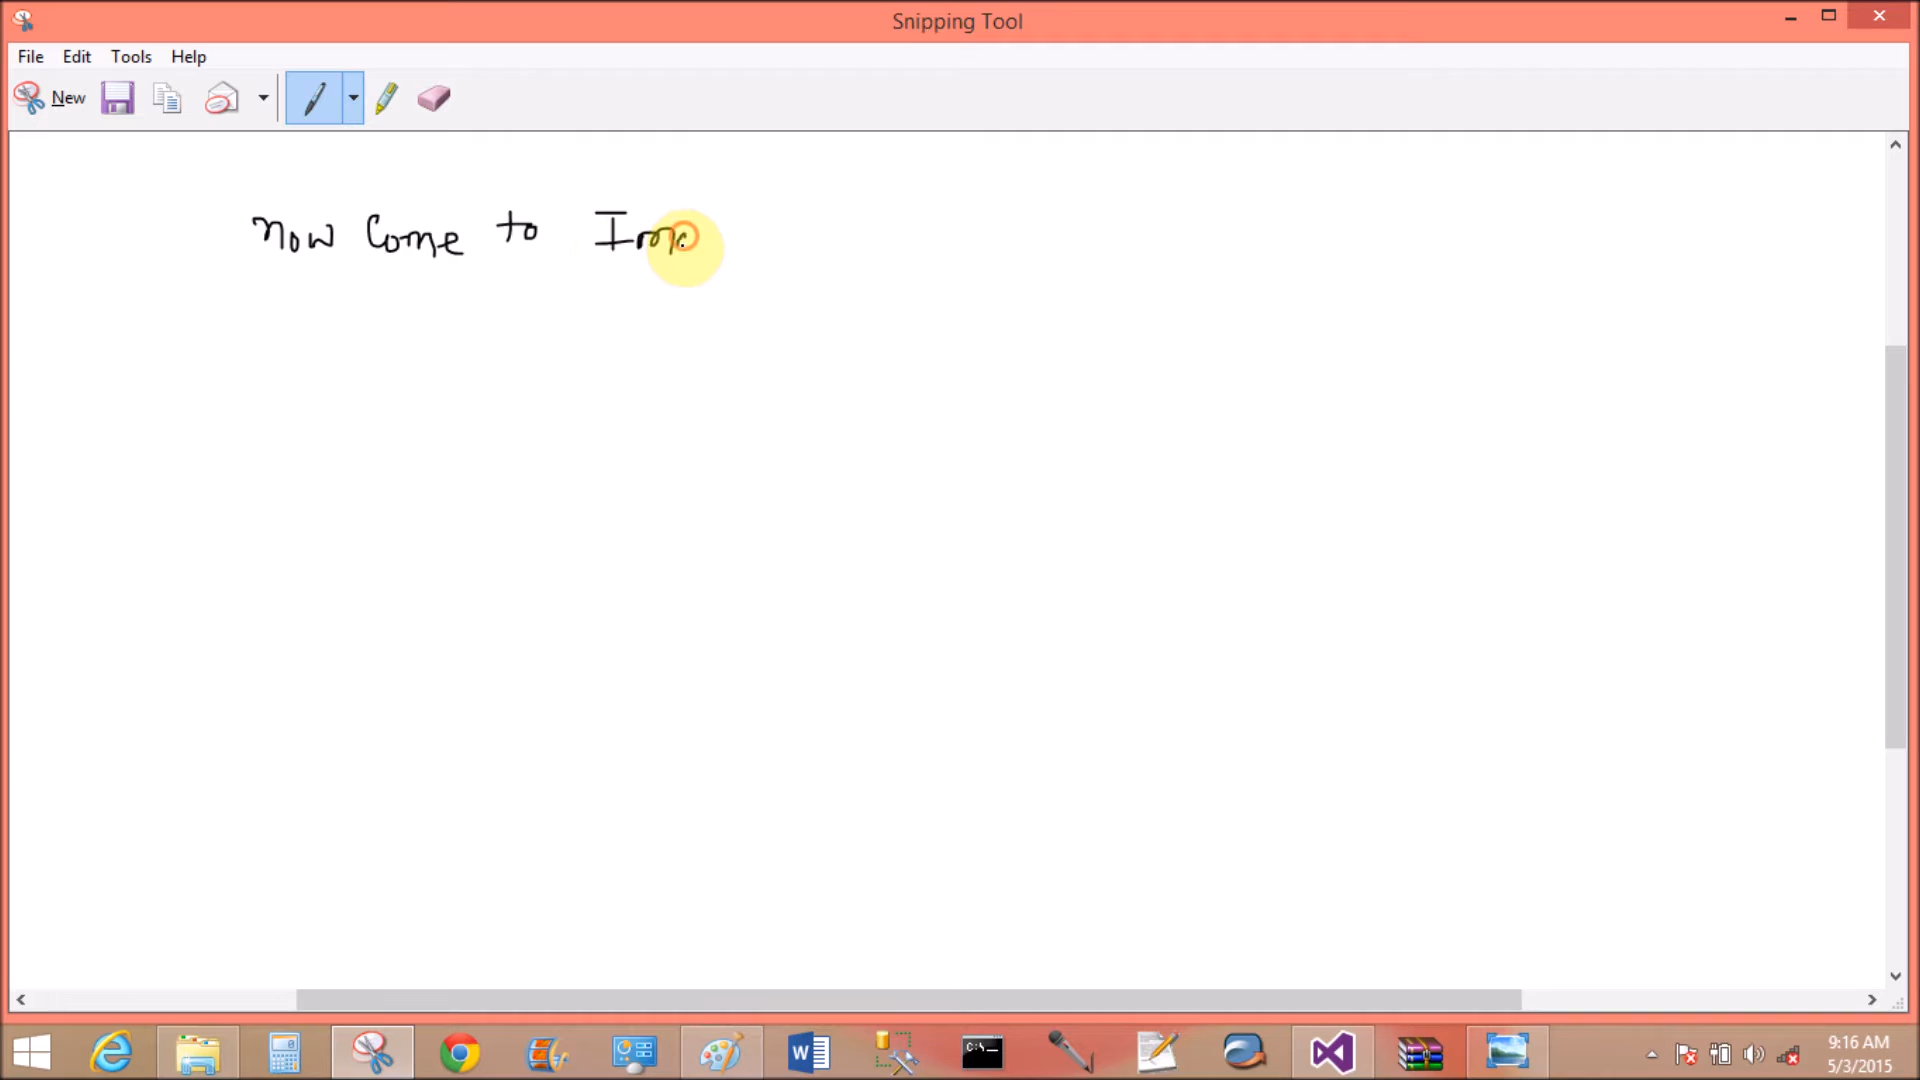 Snipping Tool
File Edit Tools Help
New
now Come to
9:16 AM
5/3/2015